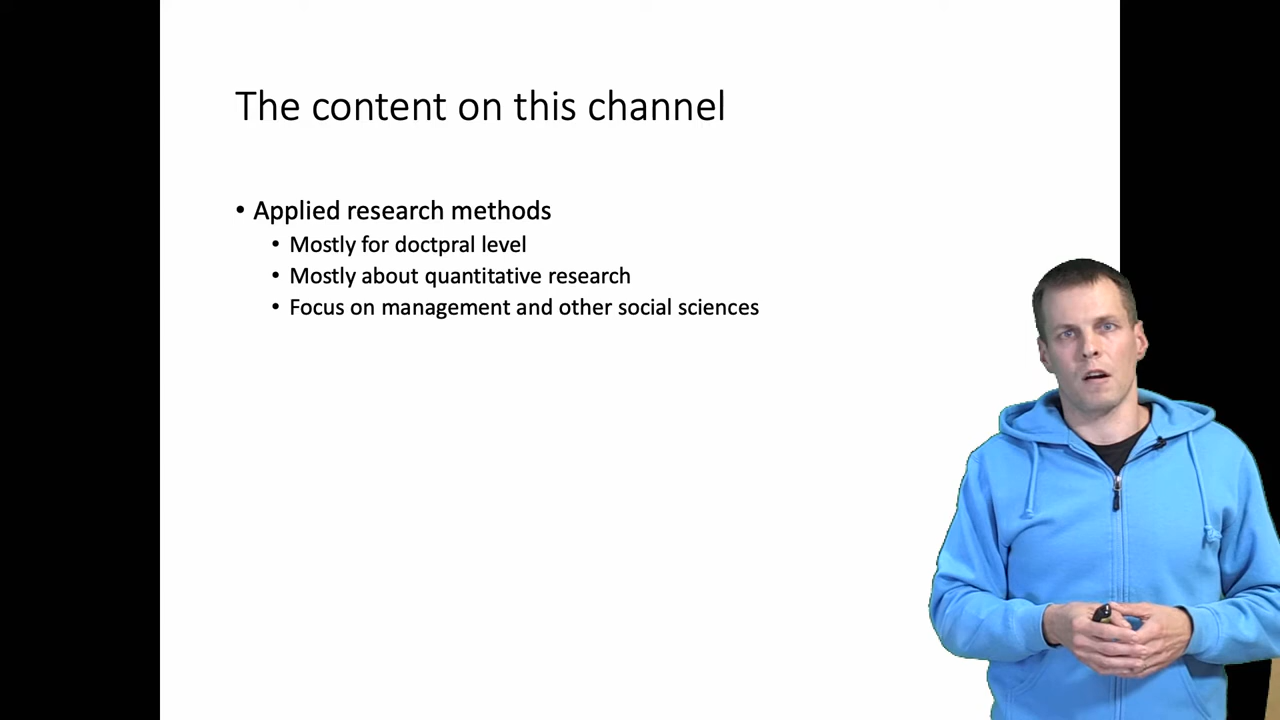 The content on this channel
• Applied research methods
• Mostly for doctpral level
• Mostly about quantitative research
• Focus on management and other social sciences